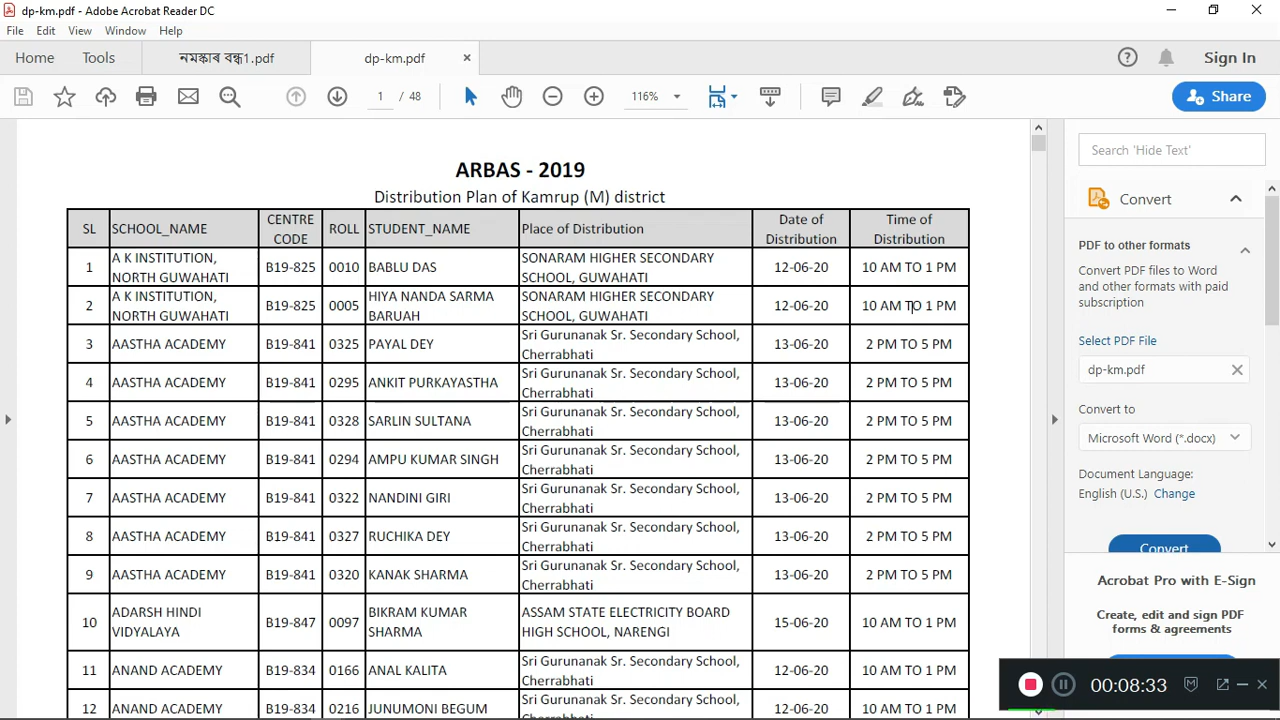 dp-km.pdf - Adobe Acrobat Reader DC
File Edit View Window Help
Home Tools নমস্কাৰ বন্ধু1.pdf dp-km.pdf × Sign In
1 / 48 116% Share
ARBAS - 2019
Distribution Plan of Kamrup (M) district
SL SCHOOL_NAME CENTRE CODE ROLL STUDENT_NAME Place of Distribution Date of Distribution Time of Distribution
1 A K INSTITUTION, NORTH GUWAHATI B19-825 0010 BABLU DAS SONARAM HIGHER SECONDARY SCHOOL, GUWAHATI 12-06-20 10 AM TO 1 PM
2 A K INSTITUTION, NORTH GUWAHATI B19-825 0005 HIYA NANDA SARMA BARUAH SONARAM HIGHER SECONDARY SCHOOL, GUWAHATI 12-06-20 10 AM TO 1 PM
3 AASTHA ACADEMY B19-841 0325 PAYAL DEY Sri Gurunanak Sr. Secondary School, Cherrabhati 13-06-20 2 PM TO 5 PM
4 AASTHA ACADEMY B19-841 0295 ANKIT PURKAYASTHA Sri Gurunanak Sr. Secondary School, Cherrabhati 13-06-20 2 PM TO 5 PM
5 AASTHA ACADEMY B19-841 0328 SARLIN SULTANA Sri Gurunanak Sr. Secondary School, Cherrabhati 13-06-20 2 PM TO 5 PM
6 AASTHA ACADEMY B19-841 0294 AMPU KUMAR SINGH Sri Gurunanak Sr. Secondary School, Cherrabhati 13-06-20 2 PM TO 5 PM
7 AASTHA ACADEMY B19-841 0322 NANDINI GIRI Sri Gurunanak Sr. Secondary School, Cherrabhati 13-06-20 2 PM TO 5 PM
8 AASTHA ACADEMY B19-841 0327 RUCHIKA DEY Sri Gurunanak Sr. Secondary School, Cherrabhati 13-06-20 2 PM TO 5 PM
9 AASTHA ACADEMY B19-841 0320 KANAK SHARMA Sri Gurunanak Sr. Secondary School, Cherrabhati 13-06-20 2 PM TO 5 PM
10 ADARSH HINDI VIDYALAYA B19-847 0097 BIKRAM KUMAR SHARMA ASSAM STATE ELECTRICITY BOARD HIGH SCHOOL, NARENGI 15-06-20 10 AM TO 1 PM
11 ANAND ACADEMY B19-834 0166 ANAL KALITA Sri Gurunanak Sr. Secondary School, Cherrabhati 12-06-20 10 AM TO 1 PM
12 ANAND ACADEMY B19-834 0216 JUNUMONI BEGUM Sri Gurunanak Sr. Secondary School, Cherrabhati 12-06-20 10 AM TO 1 PM
Search 'Hide Text'
Convert
PDF to other formats
Convert PDF files to Word
and other formats with paid
subscription
Select PDF File
dp-km.pdf
Convert to
Microsoft Word (*.docx)
Document Language:
English (U.S.) Change
Convert
Acrobat Pro with E-Sign
Create, edit and sign PDF
forms & agreements
00:08:33